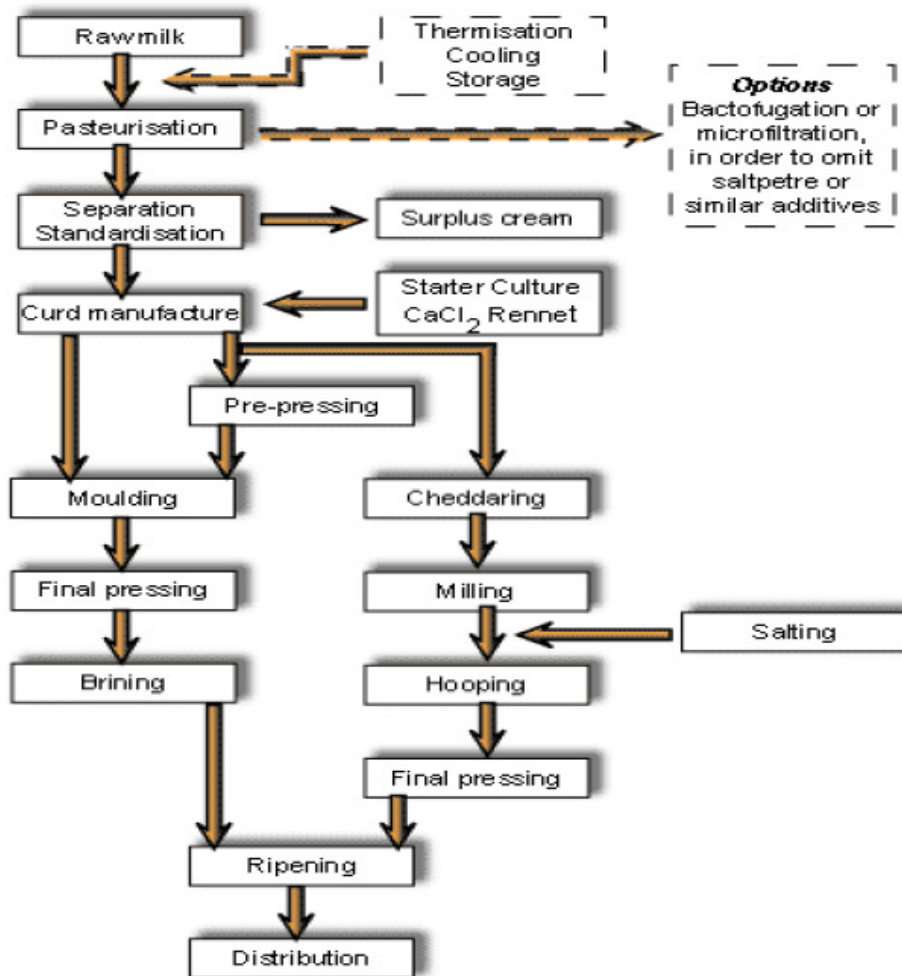 Rawmilk
Thermisation
Cooling
Storage
Options
Bactofugation or
microfiltration,
in order to omit
saltpetre or
similar additives
Pasteurisation
Separation
Standardisation
Surplus cream
Curd manufacture
Starter Culture
CaCl₂ Rennet
Pre-pressing
Moulding
Cheddaring
Final pressing
Milling
Salting
Brining
Hooping
Final pressing
Ripening
Distribution